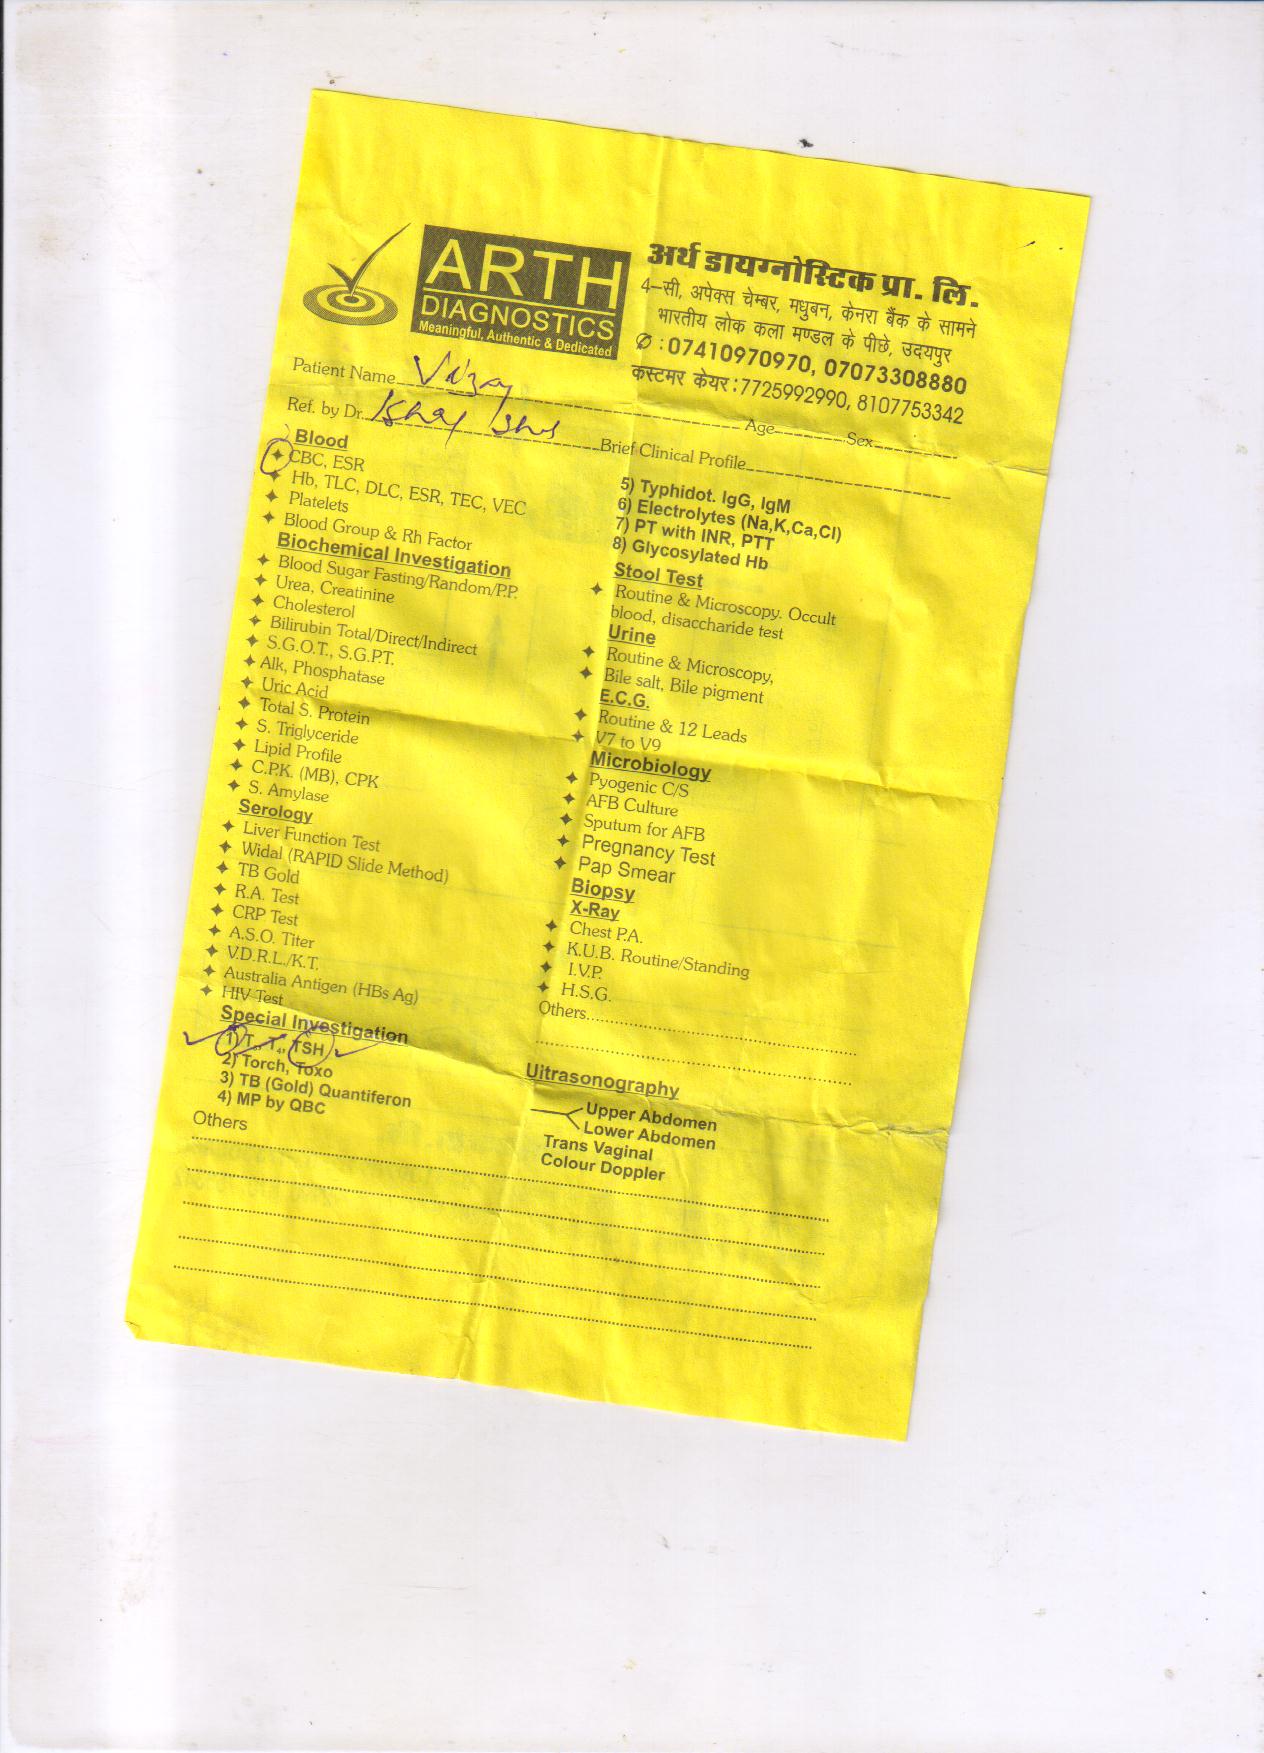 ARTH
DIAGNOSTICS
Meaningful, Authentic & Dedicated
अर्थ डायग्नोस्टिक प्रा. लि.
4–सी, अपेक्स चेम्बर, मधुबन, केनरा बैंक के सामने
भारतीय लोक कला मण्डल के पीछे, उदयपुर
✆ : 07410970970, 07073308880
कस्टमर केयर : 7725992990, 8107753342
Patient Name Vijay Age Sex
Ref. by Dr. Brief Clinical Profile
Blood
CBC, ESR
Hb, TLC, DLC, ESR, TEC, VEC
Platelets
Blood Group & Rh Factor
Biochemical Investigation
Blood Sugar Fasting/Random/P.P.
Urea, Creatinine
Cholesterol
Bilirubin Total/Direct/Indirect
S.G.O.T., S.G.P.T.
Alk, Phosphatase
Uric Acid
Total S. Protein
S. Triglyceride
Lipid Profile
C.P.K. (MB), CPK
S. Amylase
Serology
Liver Function Test
Widal (RAPID Slide Method)
TB Gold
R.A. Test
CRP Test
A.S.O. Titer
V.D.R.L./K.T.
Australia Antigen (HBs Ag)
HIV Test
Special Investigation
1) T₃, T₄, TSH
2) Torch, Toxo
3) TB (Gold) Quantiferon
4) MP by QBC
Others
5) Typhidot. IgG, IgM
6) Electrolytes (Na,K,Ca,Cl)
7) PT with INR, PTT
8) Glycosylated Hb
Stool Test
Routine & Microscopy. Occult
blood, disaccharide test
Urine
Routine & Microscopy,
Bile salt, Bile pigment
E.C.G.
Routine & 12 Leads
V7 to V9
Microbiology
Pyogenic C/S
AFB Culture
Sputum for AFB
Pregnancy Test
Pap Smear
Biopsy
X-Ray
Chest P.A.
K.U.B. Routine/Standing
I.V.P.
H.S.G.
Others
Uitrasonography
Upper Abdomen
Lower Abdomen
Trans Vaginal
Colour Doppler